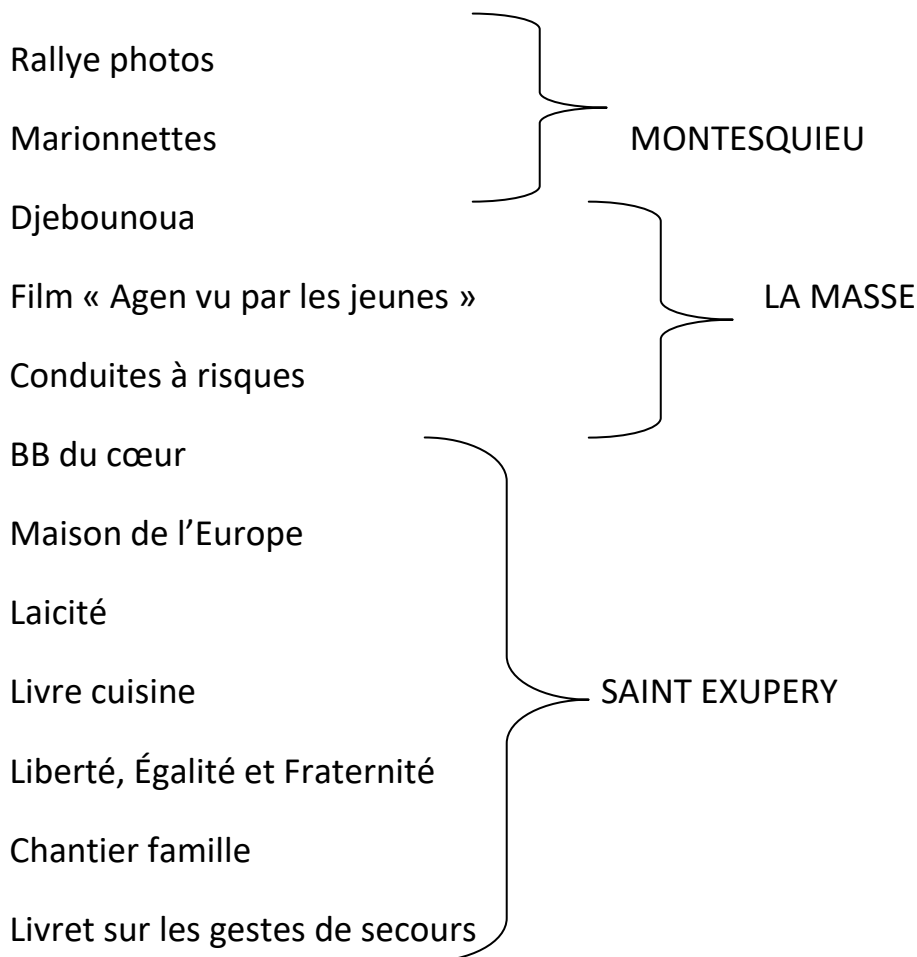 Rallye photos
Marionnettes MONTESQUIEU
Djebounoua
Film « Agen vu par les jeunes » LA MASSE
Conduites à risques
BB du cœur
Maison de l’Europe
Laicité
Livre cuisine SAINT EXUPERY
Liberté, Égalité et Fraternité
Chantier famille
Livret sur les gestes de secours